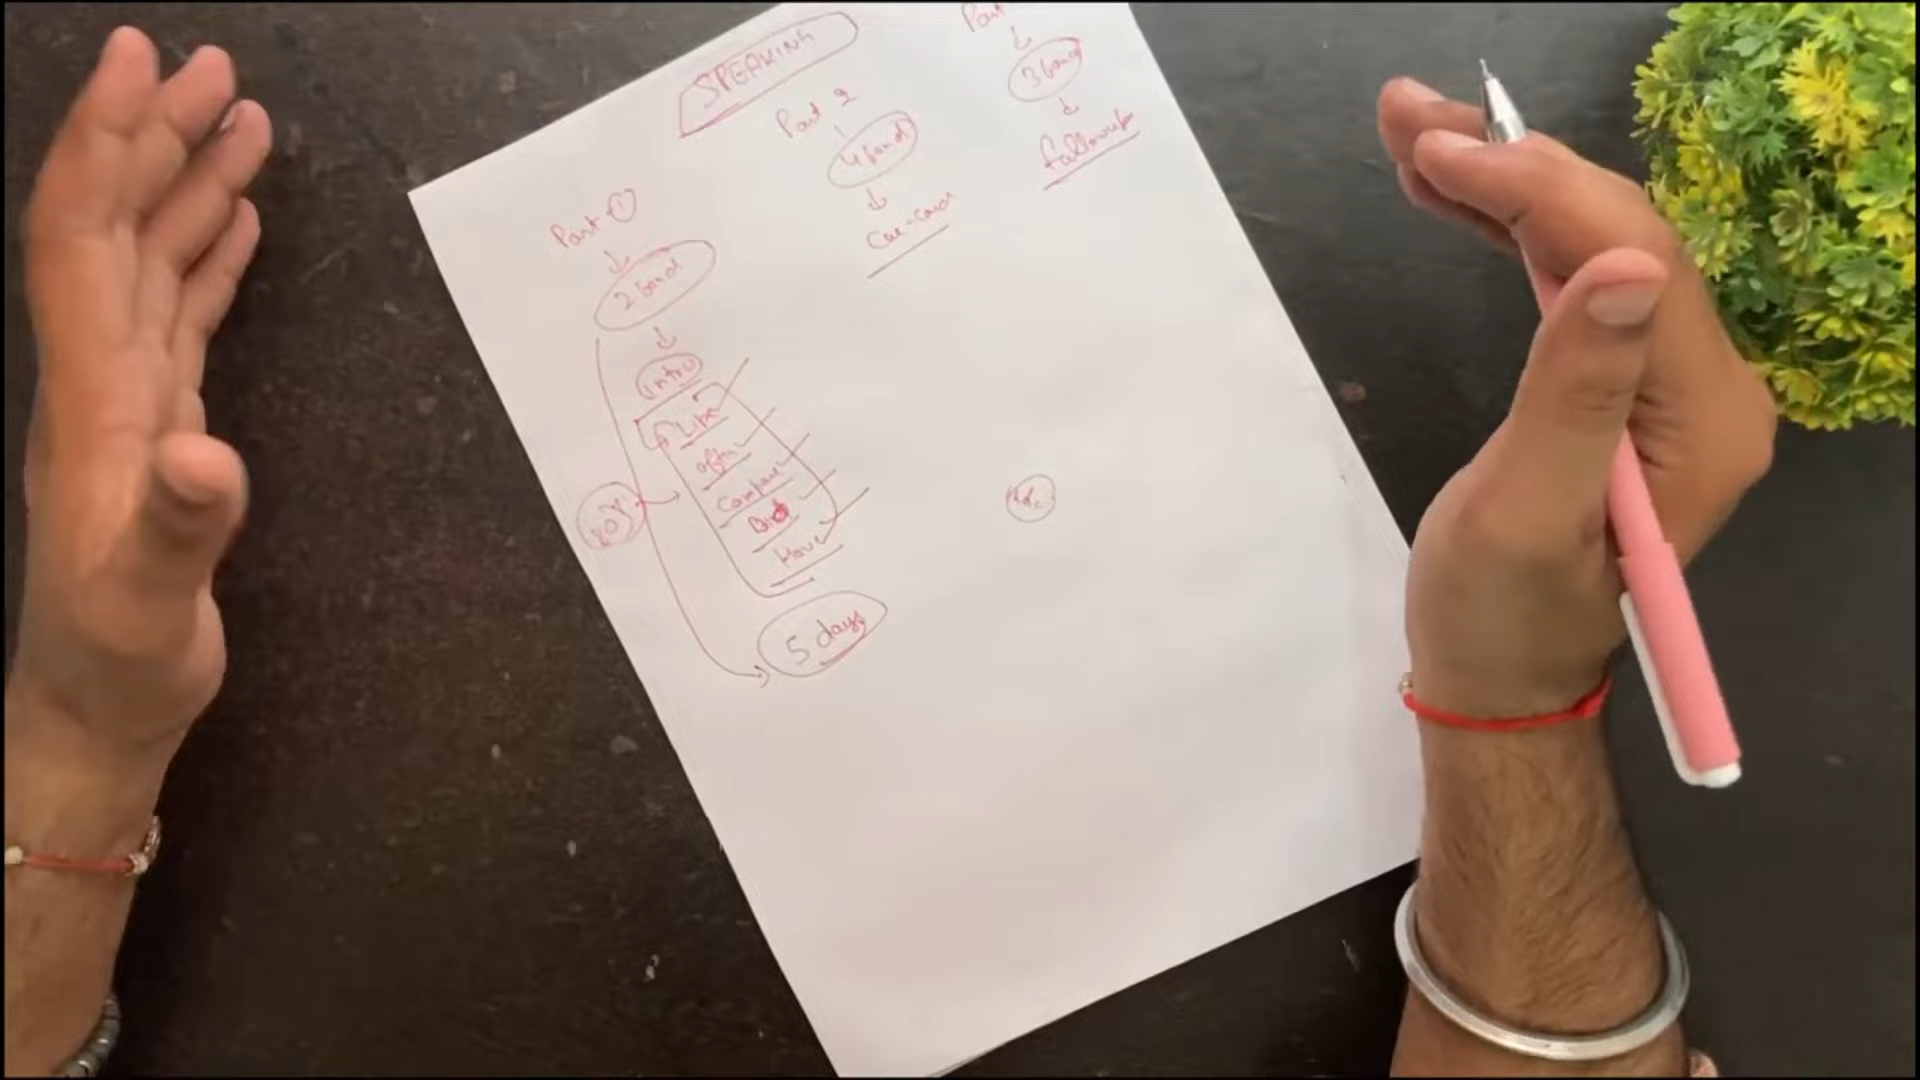 SPEAKING
Part ①
2 band
intro
Like
often
Compare
Did
Have
80%
5 days
Part 2
4 band
Cue-card
Part
3 band
followup